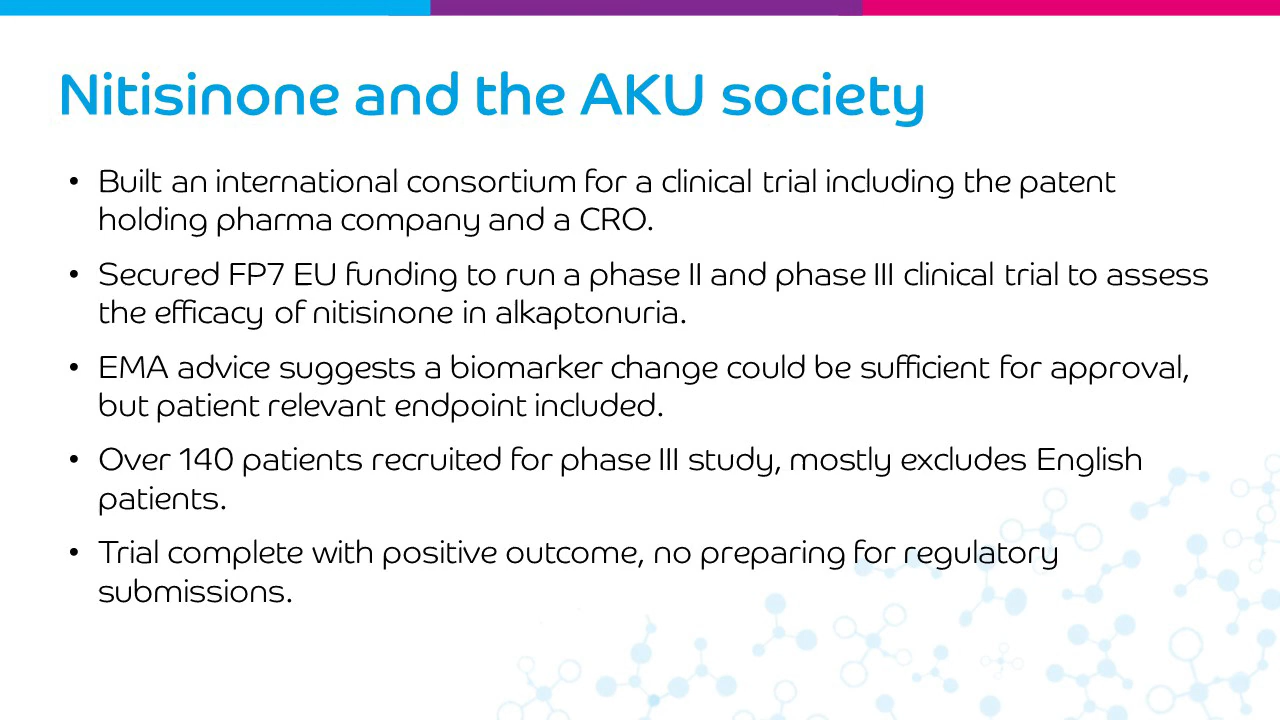 Nitisinone and the AKU society
• Built an international consortium for a clinical trial including the patent
holding pharma company and a CRO.
• Secured FP7 EU funding to run a phase II and phase III clinical trial to assess
the efficacy of nitisinone in alkaptonuria.
• EMA advice suggests a biomarker change could be sufficient for approval,
but patient relevant endpoint included.
• Over 140 patients recruited for phase III study, mostly excludes English
patients.
• Trial complete with positive outcome, no preparing for regulatory
submissions.